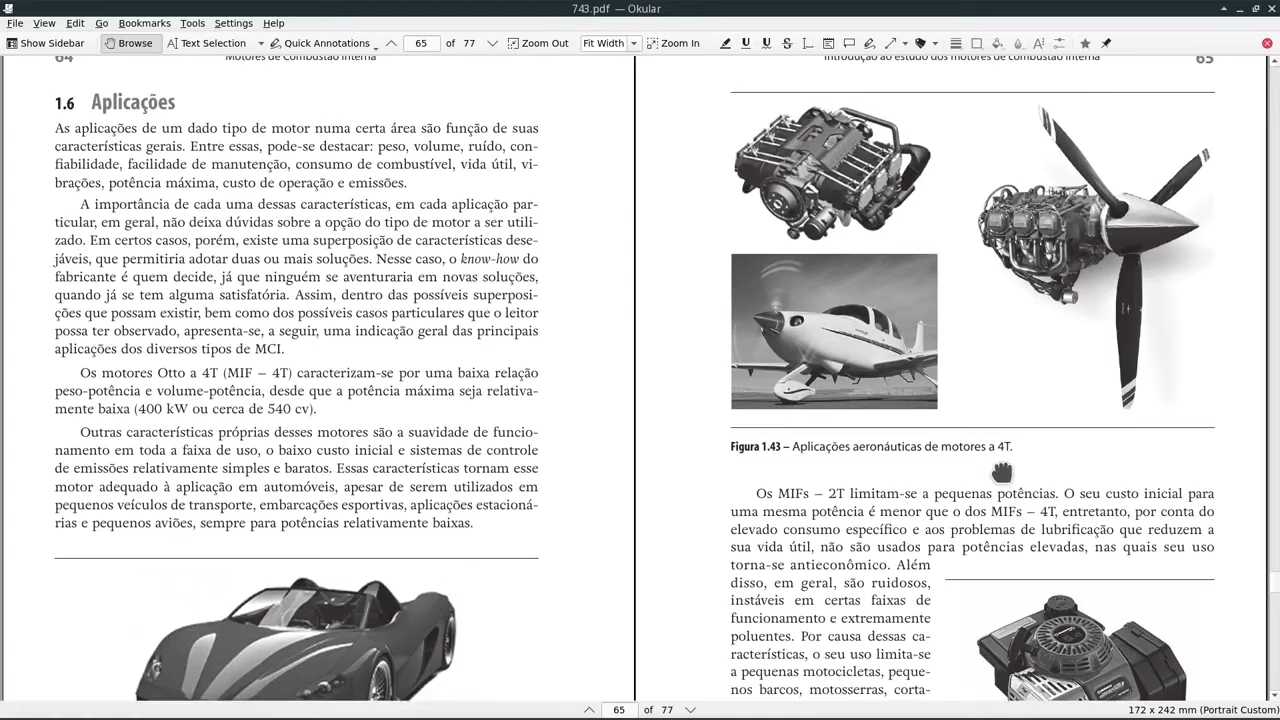 743.pdf — Okular
File View Edit Go Bookmarks Tools Settings Help
Show Sidebar Browse Text Selection Quick Annotations 65 of 77 Zoom Out Fit Width Zoom In
64 Motores de Combustão Interna
1.6 Aplicações
As aplicações de um dado tipo de motor numa certa área são função de suas
características gerais. Entre essas, pode-se destacar: peso, volume, ruído, con-
fiabilidade, facilidade de manutenção, consumo de combustível, vida útil, vi-
brações, potência máxima, custo de operação e emissões.
A importância de cada uma dessas características, em cada aplicação par-
ticular, em geral, não deixa dúvidas sobre a opção do tipo de motor a ser utili-
zado. Em certos casos, porém, existe uma superposição de características dese-
jáveis, que permitiria adotar duas ou mais soluções. Nesse caso, o know-how do
fabricante é quem decide, já que ninguém se aventuraria em novas soluções,
quando já se tem alguma satisfatória. Assim, dentro das possíveis superposi-
ções que possam existir, bem como dos possíveis casos particulares que o leitor
possa ter observado, apresenta-se, a seguir, uma indicação geral das principais
aplicações dos diversos tipos de MCI.
Os motores Otto a 4T (MIF – 4T) caracterizam-se por uma baixa relação
peso-potência e volume-potência, desde que a potência máxima seja relativa-
mente baixa (400 kW ou cerca de 540 cv).
Outras características próprias desses motores são a suavidade de funcio-
namento em toda a faixa de uso, o baixo custo inicial e sistemas de controle
de emissões relativamente simples e baratos. Essas características tornam esse
motor adequado à aplicação em automóveis, apesar de serem utilizados em
pequenos veículos de transporte, embarcações esportivas, aplicações estacioná-
rias e pequenos aviões, sempre para potências relativamente baixas.
Introdução ao estudo dos motores de combustão interna 65
Figura 1.43 – Aplicações aeronáuticas de motores a 4T.
Os MIFs – 2T limitam-se a pequenas potências. O seu custo inicial para
uma mesma potência é menor que o dos MIFs – 4T, entretanto, por conta do
elevado consumo específico e aos problemas de lubrificação que reduzem a
sua vida útil, não são usados para potências elevadas, nas quais seu uso
torna-se antieconômico. Além
disso, em geral, são ruidosos,
instáveis em certas faixas de
funcionamento e extremamente
poluentes. Por causa dessas ca-
racterísticas, o seu uso limita-se
a pequenas motocicletas, peque-
nos barcos, motosserras, corta-
65 of 77
172 x 242 mm (Portrait Custom)